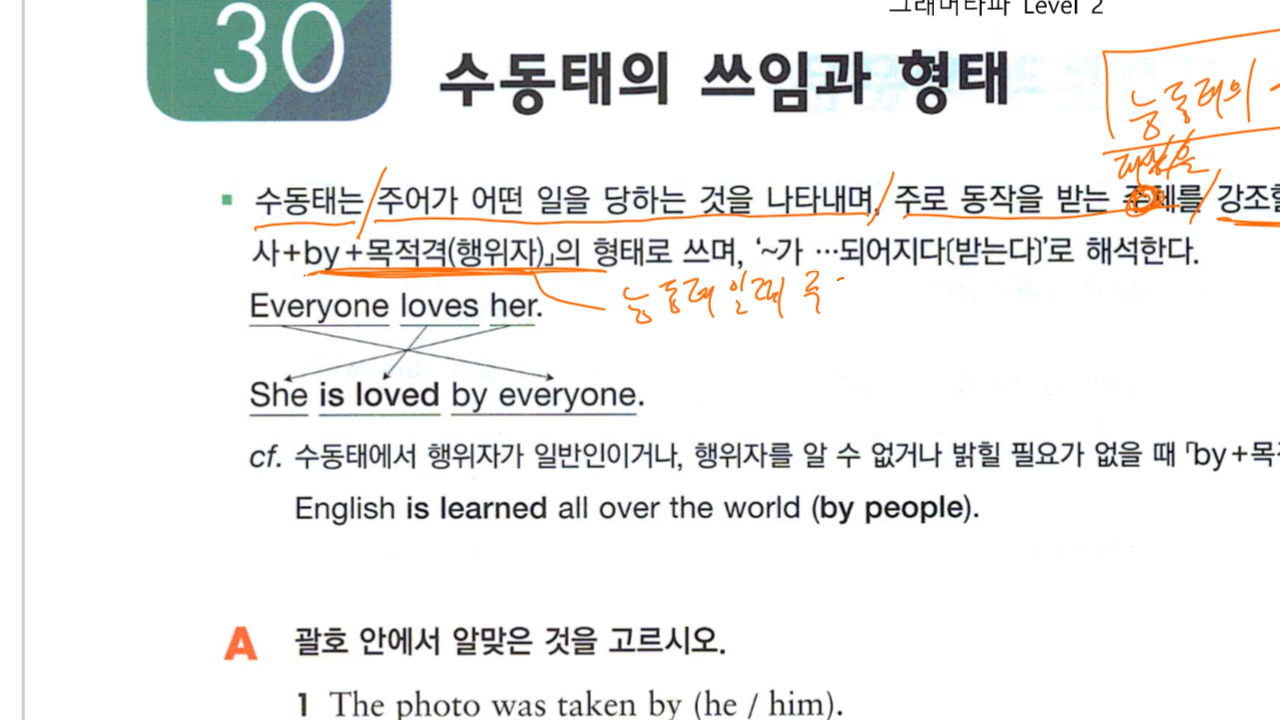 그래머타파 Level 2
30
수동태의 쓰임과 형태
능동태의
대상을
수동태는 주어가 어떤 일을 당하는 것을 나타내며, 주로 동작을 받는 주체를 강조할
사+by+목적격(행위자)」의 형태로 쓰며, '~가 …되어지다(받는다)'로 해석한다.
능동태일때
Everyone loves her.
She is loved by everyone.
cf. 수동태에서 행위자가 일반인이거나, 행위자를 알 수 없거나 밝힐 필요가 없을 때 「by+목
English is learned all over the world (by people).
A 괄호 안에서 알맞은 것을 고르시오.
1 The photo was taken by (he / him).